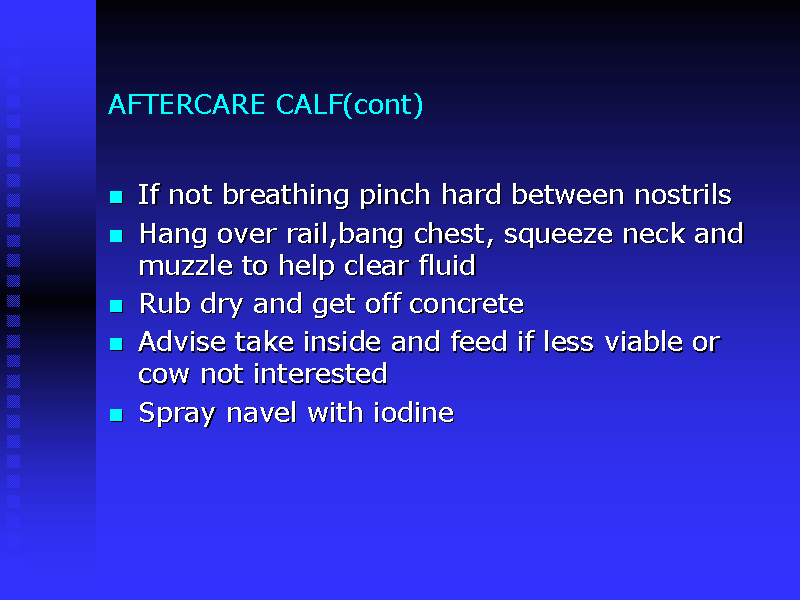 AFTERCARE CALF(cont)
If not breathing pinch hard between nostrils
Hang over rail,bang chest, squeeze neck and
muzzle to help clear fluid
Rub dry and get off concrete
Advise take inside and feed if less viable or
cow not interested
Spray navel with iodine